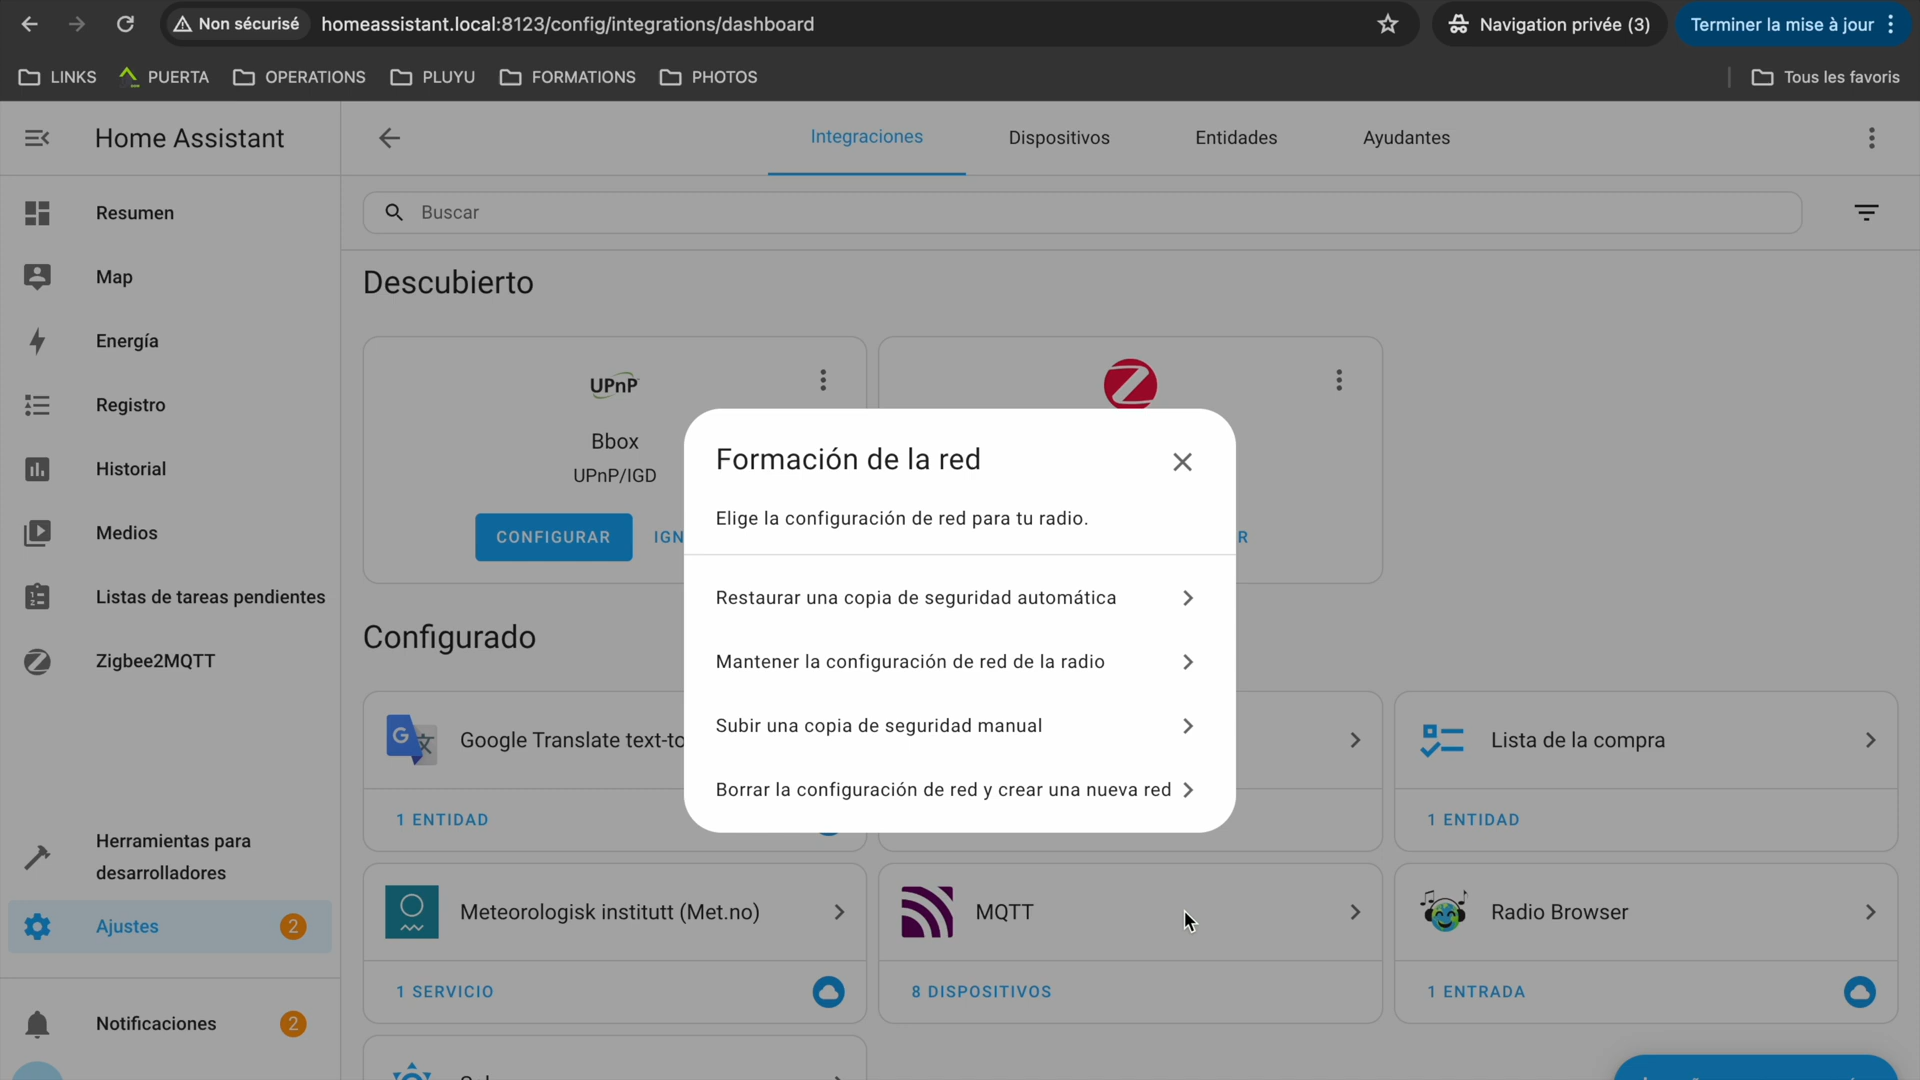 Non sécurisé
homeassistant.local:8123/config/integrations/dashboard
Navigation privée (3)
Terminer la mise à jour
LINKS
PUERTA
OPERATIONS
PLUYU
FORMATIONS
PHOTOS
Tous les favoris
Home Assistant
Integraciones
Dispositivos
Entidades
Ayudantes
Resumen
Map
Energía
Registro
Historial
Medios
Listas de tareas pendientes
Zigbee2MQTT
Herramientas para
desarrolladores
Ajustes
2
Notificaciones
2
Buscar
Descubierto
UPnP
Bbox
UPnP/IGD
CONFIGURAR
IGN
R
Formación de la red
Elige la configuración de red para tu radio.
Restaurar una copia de seguridad automática
Mantener la configuración de red de la radio
Subir una copia de seguridad manual
Borrar la configuración de red y crear una nueva red
Configurado
Google Translate text-to
1 ENTIDAD
Lista de la compra
1 ENTIDAD
Meteorologisk institutt (Met.no)
1 SERVICIO
MQTT
8 DISPOSITIVOS
Radio Browser
1 ENTRADA